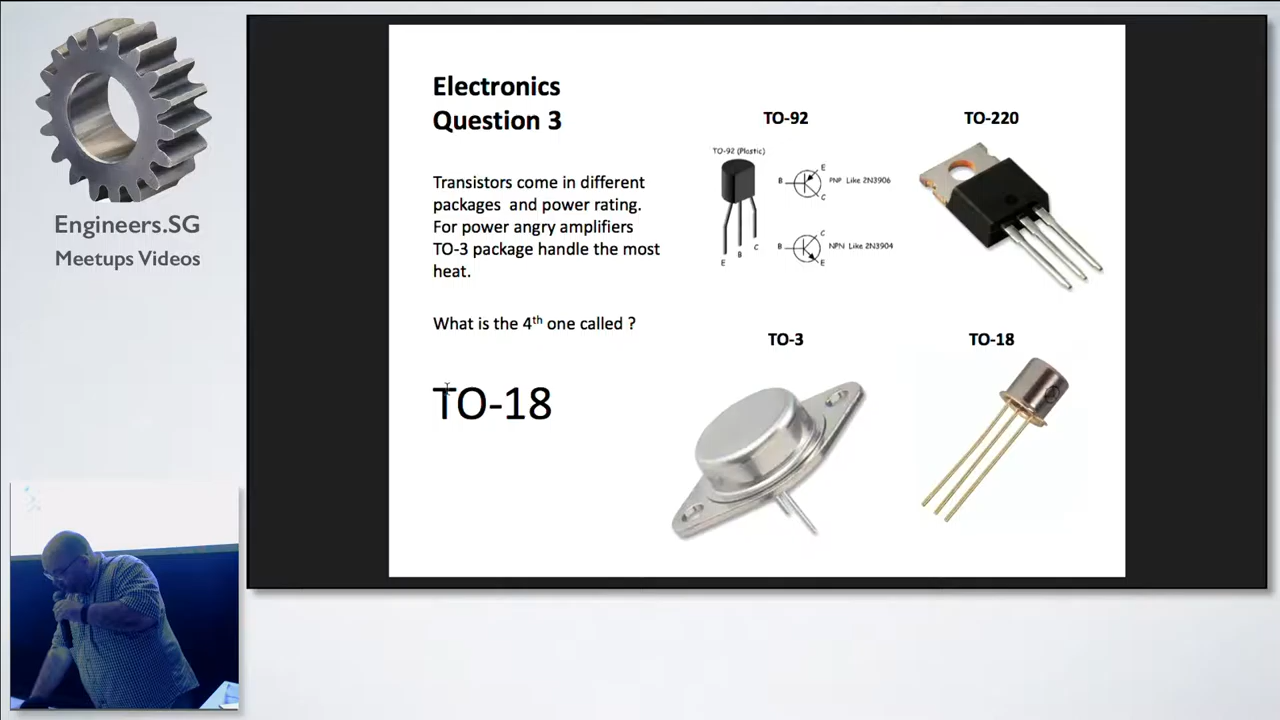 Engineers.SG
Meetups Videos
Electronics
Question 3
Transistors come in different
packages and power rating.
For power angry amplifiers
TO-3 package handle the most
heat.
What is the 4th one called ?
TO-18
TO-92
TO-92 (Plastic)
E
B
C
B
E
C
PNP Like 2N3906
B
C
E
NPN Like 2N3904
TO-220
TO-3
TO-18